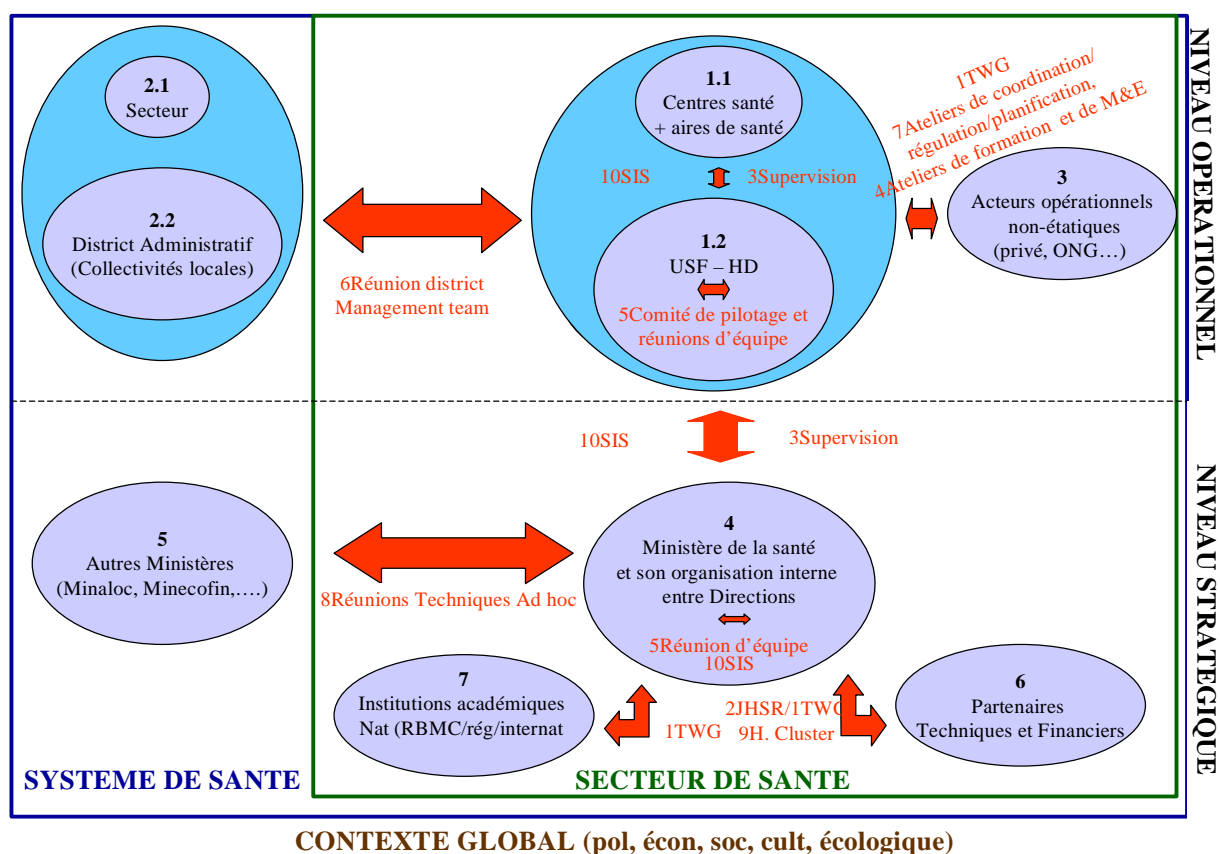 2.1
Secteur
2.2
District Administratif
(Collectivités locales)
6Réunion district
Management team
1.1
Centres santé
+ aires de santé
10SIS
3Supervision
1.2
USF – HD
5Comité de pilotage et
réunions d'équipe
1TWG
7Ateliers de coordination/
régulation/planification,
4Ateliers de formation et de M&E
3
Acteurs opérationnels
non-étatiques
(privé, ONG…)
NIVEAU OPERATIONNEL
10SIS
3Supervision
5
Autres Ministères
(Minaloc, Minecofin,….)
8Réunions Techniques Ad hoc
4
Ministère de la santé
et son organisation interne
entre Directions
5Réunion d'équipe
10SIS
7
Institutions académiques
Nat (RBMC/rég/internat
1TWG
2JHSR/1TWG
9H. Cluster
6
Partenaires
Techniques et Financiers
NIVEAU STRATEGIQUE
SYSTEME DE SANTE
SECTEUR DE SANTE
CONTEXTE GLOBAL (pol, écon, soc, cult, écologique)